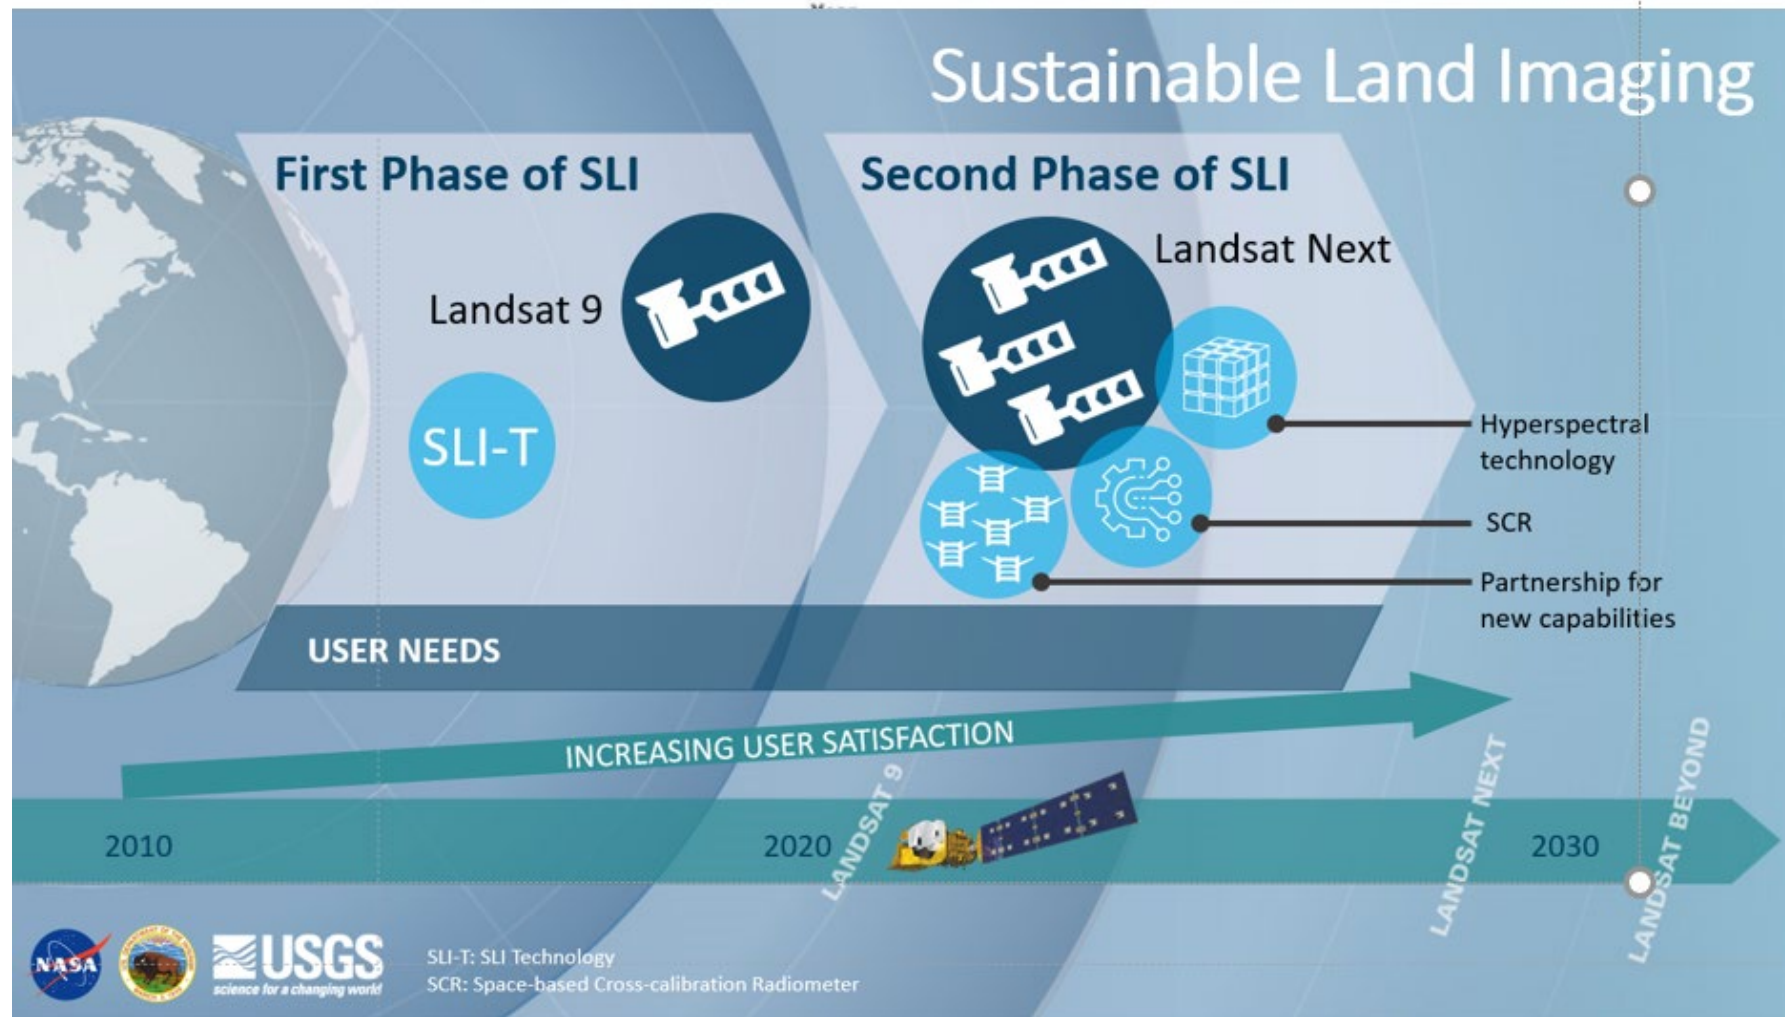 Sustainable Land Imaging
First Phase of SLI
Second Phase of SLI
Landsat 9
Landsat Next
SLI-T
Hyperspectral
technology
SCR
Partnership for
new capabilities
USER NEEDS
INCREASING USER SATISFACTION
2010
2020
LANDSAT 9
LANDSAT NEXT
2030
LANDSAT BEYOND
NASA
USGS
science for a changing world
SLI-T: SLI Technology
SCR: Space-based Cross-calibration Radiometer